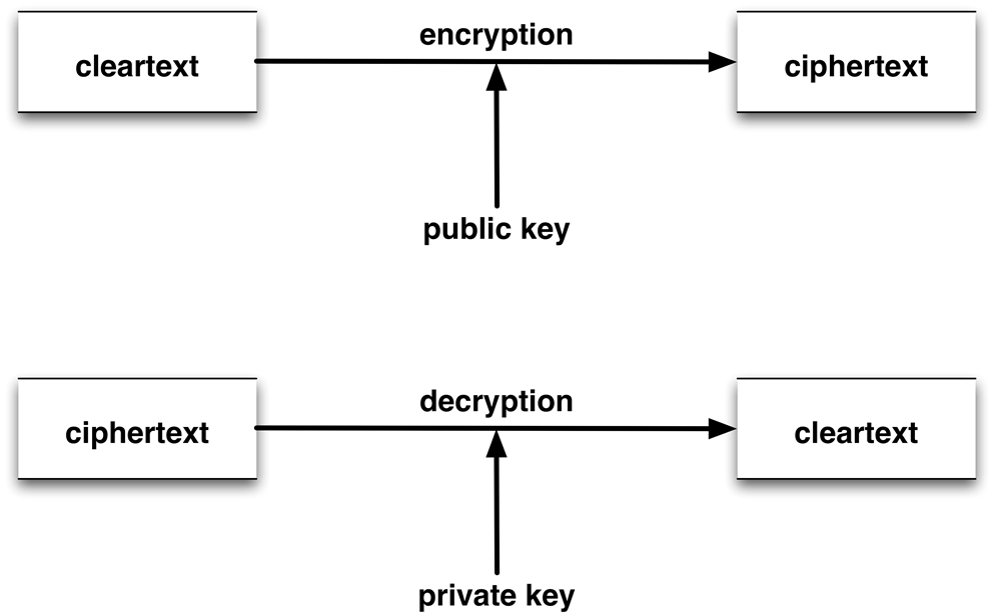 encryption
cleartext
ciphertext
public key
decryption
ciphertext
cleartext
private key